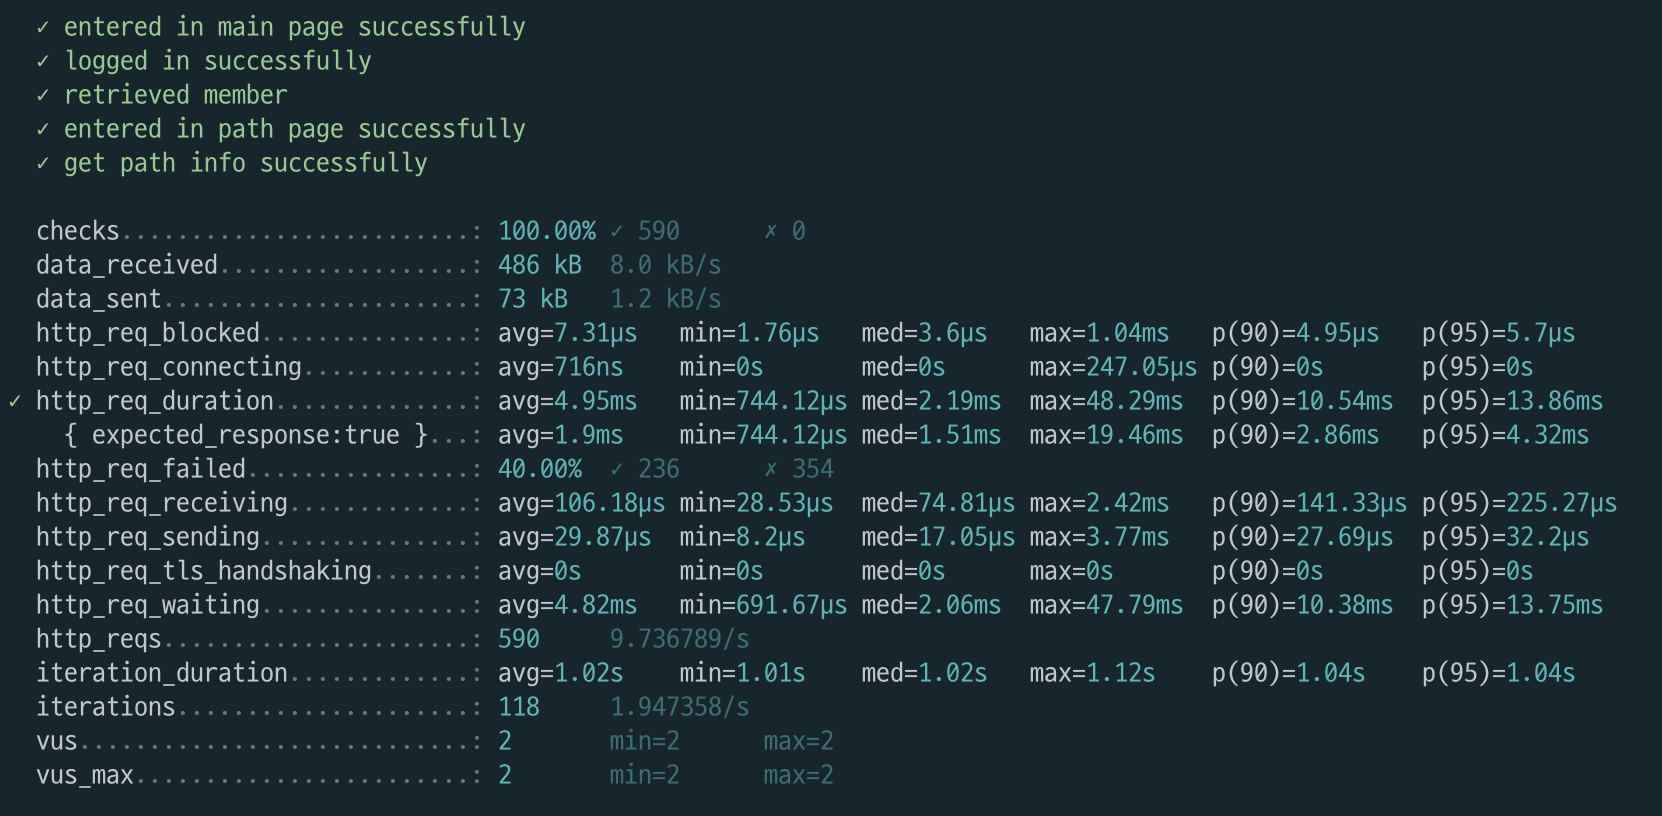 ✓ entered in main page successfully
✓ logged in successfully
✓ retrieved member
✓ entered in path page successfully
✓ get path info successfully
checks.........................: 100.00% ✓ 590      ✗ 0
data_received..................: 486 kB  8.0 kB/s
data_sent......................: 73 kB   1.2 kB/s
http_req_blocked...............: avg=7.31µs   min=1.76µs   med=3.6µs   max=1.04ms   p(90)=4.95µs   p(95)=5.7µs
http_req_connecting............: avg=716ns    min=0s       med=0s      max=247.05µs p(90)=0s       p(95)=0s
✓ http_req_duration..............: avg=4.95ms   min=744.12µs med=2.19ms  max=48.29ms  p(90)=10.54ms  p(95)=13.86ms
{ expected_response:true }...: avg=1.9ms    min=744.12µs med=1.51ms  max=19.46ms  p(90)=2.86ms   p(95)=4.32ms
http_req_failed................: 40.00%  ✓ 236      ✗ 354
http_req_receiving.............: avg=106.18µs min=28.53µs  med=74.81µs max=2.42ms   p(90)=141.33µs p(95)=225.27µs
http_req_sending...............: avg=29.87µs  min=8.2µs    med=17.05µs max=3.77ms   p(90)=27.69µs  p(95)=32.2µs
http_req_tls_handshaking.......: avg=0s       min=0s       med=0s      max=0s       p(90)=0s       p(95)=0s
http_req_waiting...............: avg=4.82ms   min=691.67µs med=2.06ms  max=47.79ms  p(90)=10.38ms  p(95)=13.75ms
http_reqs......................: 590     9.736789/s
iteration_duration.............: avg=1.02s    min=1.01s    med=1.02s   max=1.12s    p(90)=1.04s    p(95)=1.04s
iterations.....................: 118     1.947358/s
vus............................: 2       min=2      max=2
vus_max........................: 2       min=2      max=2